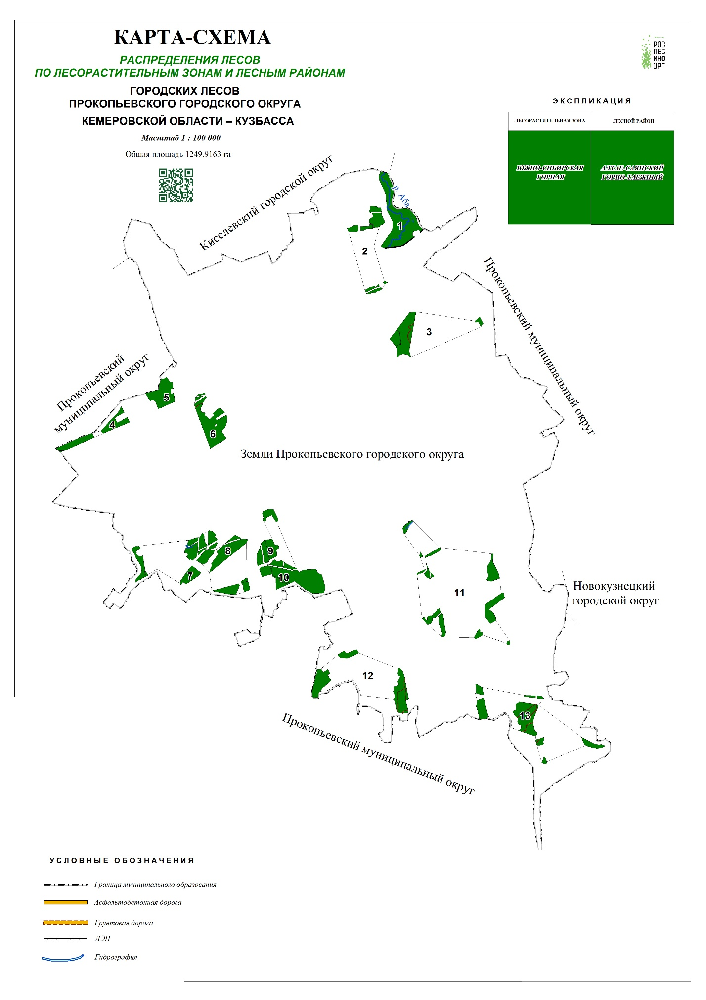 КАРТА-СХЕМА
РАСПРЕДЕЛЕНИЯ ЛЕСОВ
ПО ЛЕСОРАСТИТЕЛЬНЫМ ЗОНАМ И ЛЕСНЫМ РАЙОНАМ
ГОРОДСКИХ ЛЕСОВ
ПРОКОПЬЕВСКОГО ГОРОДСКОГО ОКРУГА
КЕМЕРОВСКОЙ ОБЛАСТИ – КУЗБАССА
Масштаб 1 : 100 000
Общая площадь 1249,9163 га
РОС
ЛЕС
ИНФ
ОРГ
ЭКСПЛИКАЦИЯ
ЛЕСОРАСТИТЕЛЬНАЯ ЗОНА
ЛЕСНОЙ РАЙОН
ЮЖНО-СИБИРСКАЯ
ГОРНАЯ
АЛТАЕ-САЯНСКИЙ
ГОРНО-ТАЕЖНЫЙ
Киселевский городской округ
р. Аба
1
2
Прокопьевский муниципальный округ
3
Прокопьевский
муниципальный округ
5
4
6
Земли Прокопьевского городского округа
8
9
7
10
11
Новокузнецкий
городской округ
12
13
Прокопьевский муниципальный округ
УСЛОВНЫЕ ОБОЗНАЧЕНИЯ
Граница муниципального образования
Асфальтобетонная дорога
Грунтовая дорога
ЛЭП
Гидрография